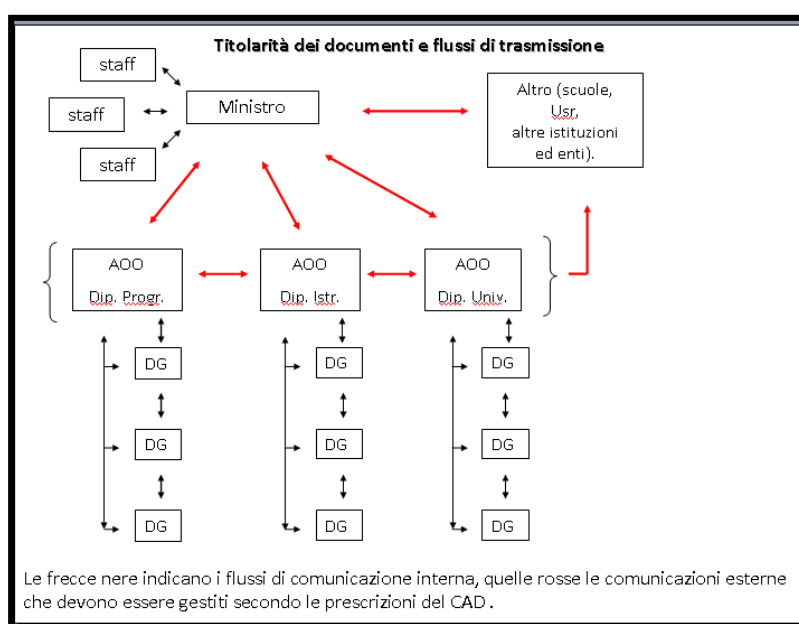 Titolarità dei documenti e flussi di trasmissione
staff
staff
staff
Ministro
Altro (scuole,
Usr,
altre istituzioni
ed enti).
AOO
Dip. Progr.
AOO
Dip. Istr.
AOO
Dip. Univ.
DG
DG
DG
DG
DG
DG
DG
DG
DG
Le frecce nere indicano i flussi di comunicazione interna, quelle rosse le comunicazioni esterne
che devono essere gestiti secondo le prescrizioni del CAD .